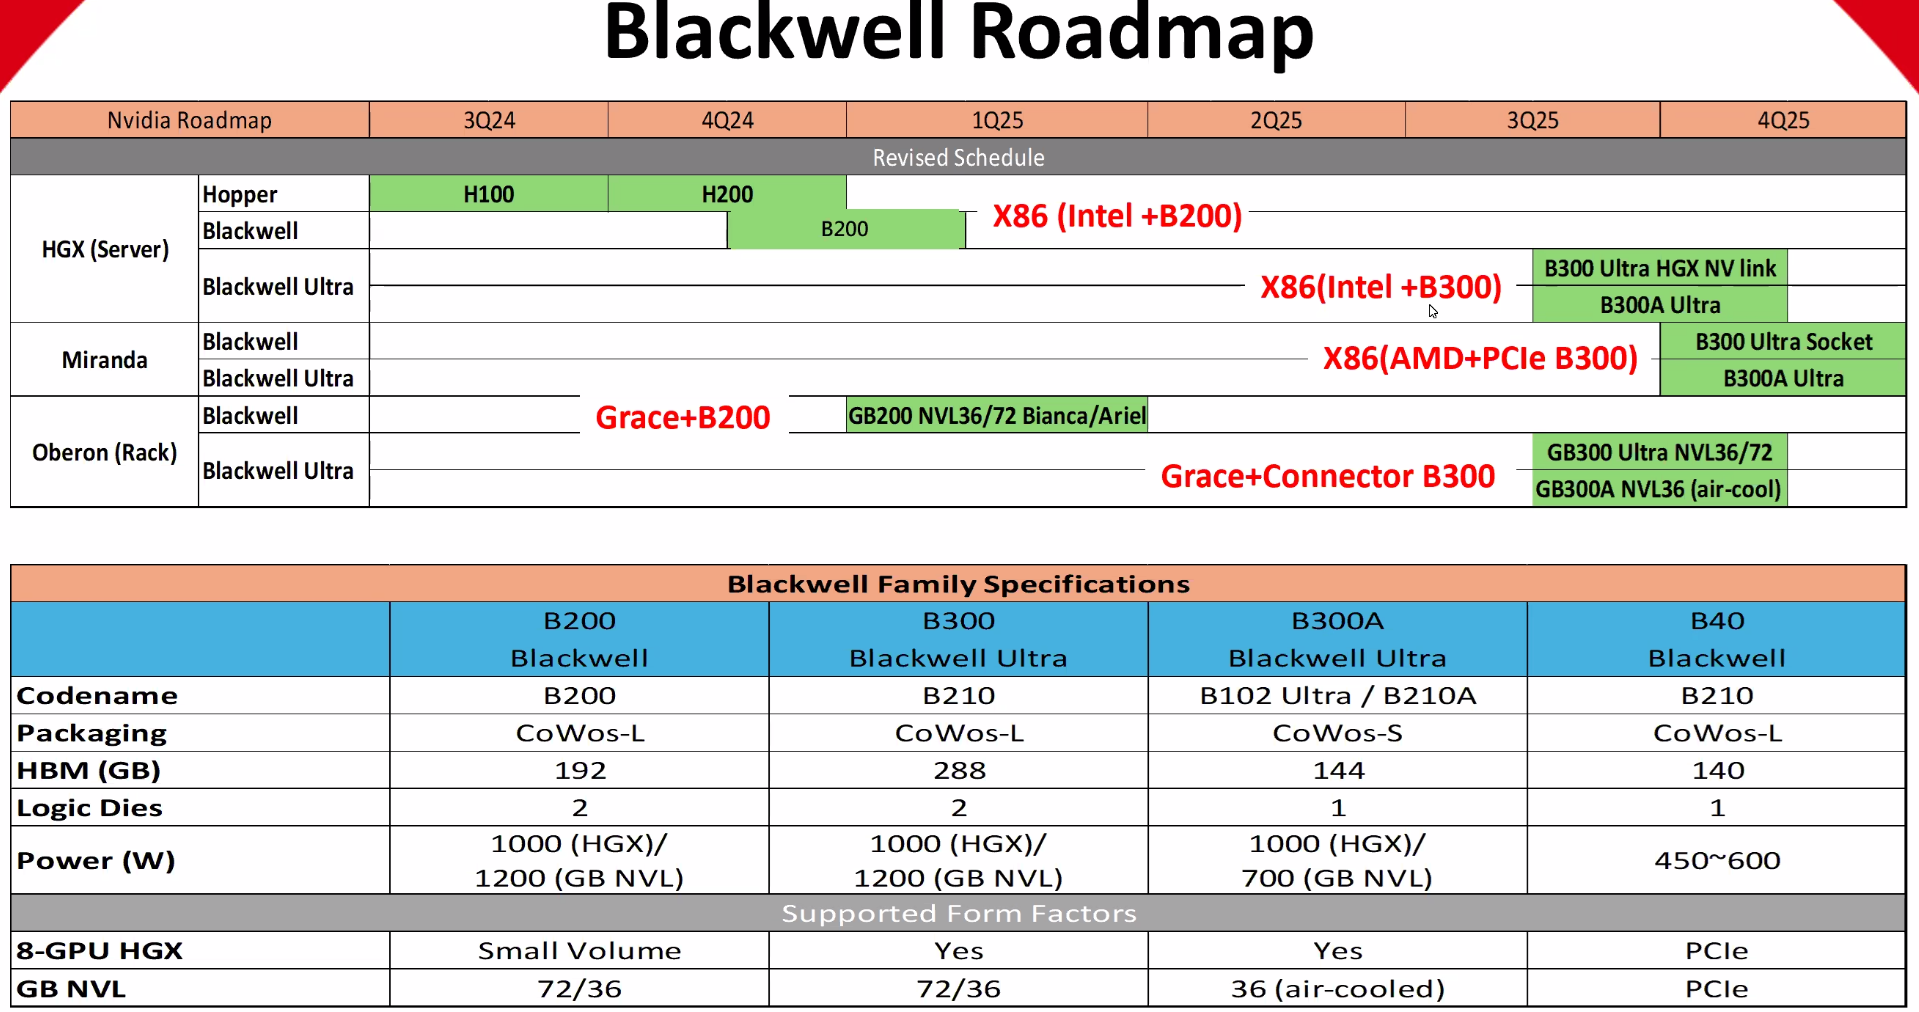 Blackwell Roadmap
Nvidia Roadmap 3Q24 4Q24 1Q25 2Q25 3Q25 4Q25
Revised Schedule
HGX (Server)
Hopper H100 H200
X86 (Intel +B200)
Blackwell B200
Blackwell Ultra
X86(Intel +B300)
B300 Ultra HGX NV link
B300A Ultra
Miranda
Blackwell B300 Ultra Socket
X86(AMD+PCIe B300)
Blackwell Ultra B300A Ultra
Oberon (Rack)
Blackwell Grace+B200 GB200 NVL36/72 Bianca/Ariel
Blackwell Ultra
Grace+Connector B300
GB300 Ultra NVL36/72
GB300A NVL36 (air-cool)
Blackwell Family Specifications
B200 B300 B300A B40
Blackwell Blackwell Ultra Blackwell Ultra Blackwell
Codename B200 B210 B102 Ultra / B210A B210
Packaging CoWos-L CoWos-L CoWos-S CoWos-L
HBM (GB) 192 288 144 140
Logic Dies 2 2 1 1
Power (W) 1000 (HGX)/ 1000 (HGX)/ 1000 (HGX)/ 450~600
1200 (GB NVL) 1200 (GB NVL) 700 (GB NVL)
Supported Form Factors
8-GPU HGX Small Volume Yes Yes PCIe
GB NVL 72/36 72/36 36 (air-cooled) PCIe